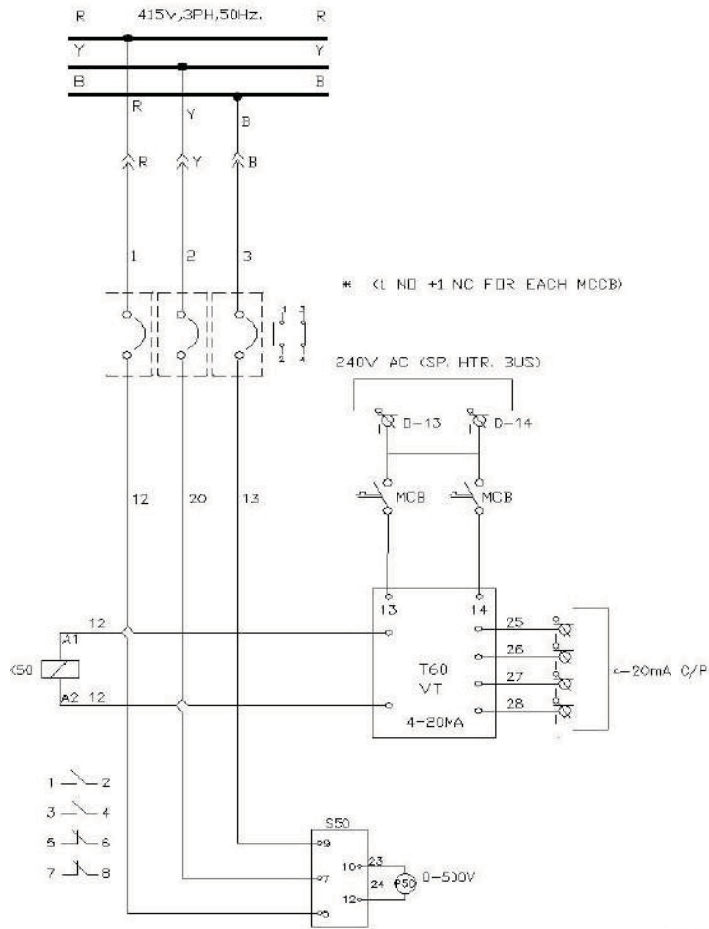 R 415V,3PH,50Hz. R
Y Y
B B
R
Y
B
R Y B
1 2 3
* (1 NO +1 NC FOR EACH MCCB)
1 3
2 4
240V AC (SP. HTR. BUS)
D-13 D-14
12 20 13
MCB MCB
13 14
12
A1
25
26
T60
VT
27
A2 12
28
4-20MA
-20mA O/P
1 2
3 4
5 6
7 8
S50
9
10 23
7 24 P50 0-500V
12
5